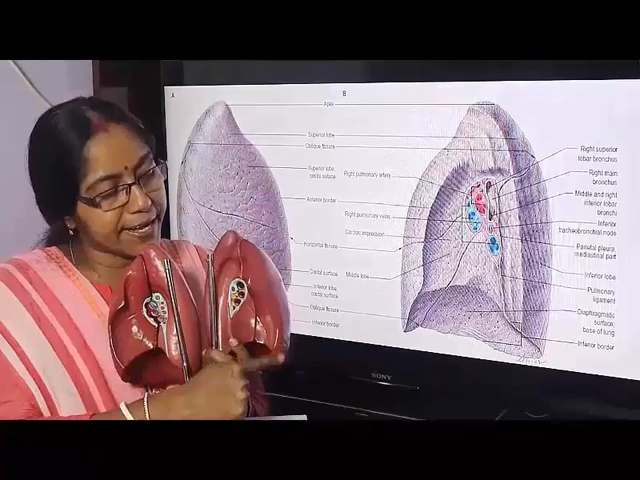 A
B
Apex
Superior lobe
Oblique fissure
Superior lobe,
costal surface
Anterior border
Horizontal fissure
Costal surface
Middle lobe
Inferior lobe,
costal surface
Oblique fissure
Inferior border
Right pulmonary artery
Right pulmonary veins
Cardiac impression
Right superior
lobar bronchus
Right main
bronchus
Middle and right
inferior lobar
bronchi
Inferior
tracheobronchial node
Parietal pleura,
mediastinal part
Inferior lobe
Pulmonary
ligament
Diaphragmatic
surface,
base of lung
Inferior border
SONY